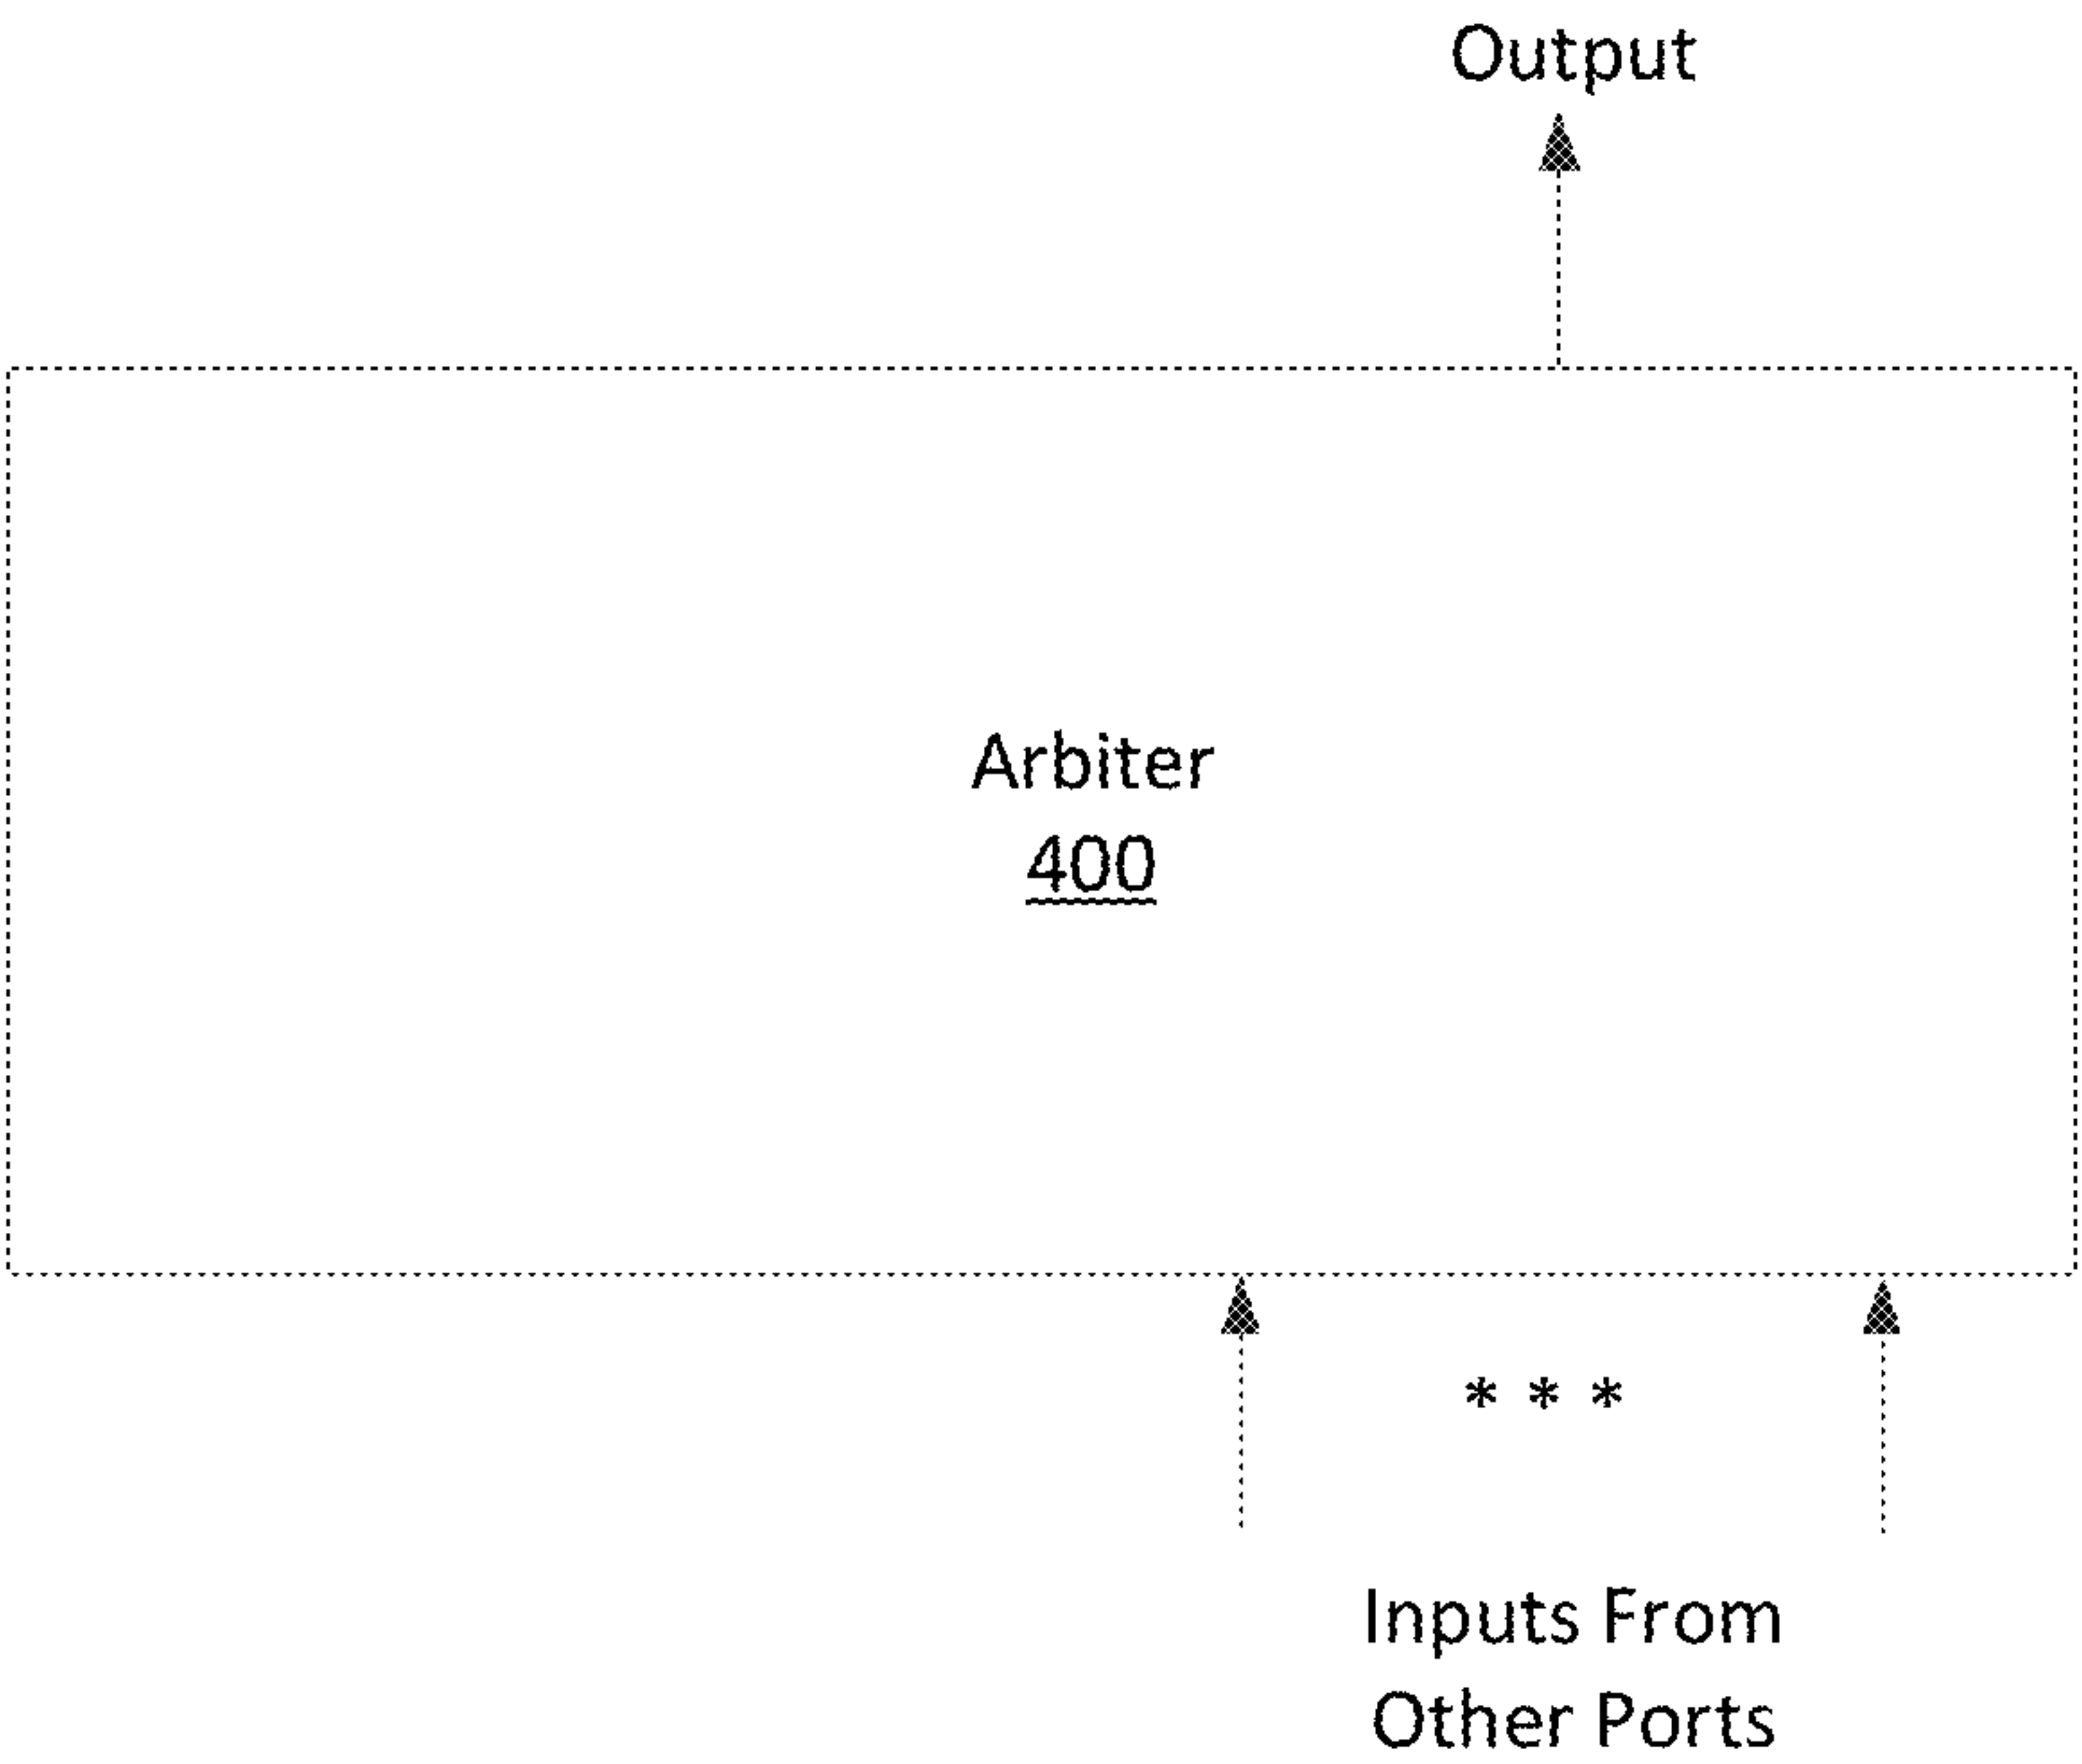 Output
Arbiter
400
* * *
Inputs From
Other Ports